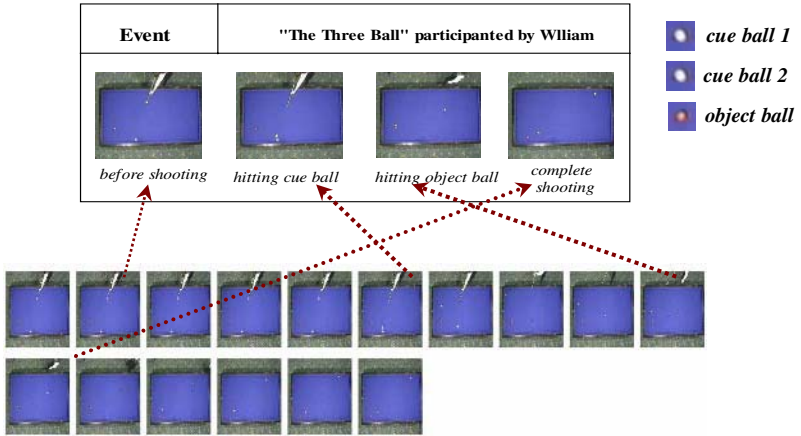 Event
"The Three Ball" participanted by Wlliam
cue ball 1
cue ball 2
object ball
before shooting
hitting cue ball
hitting object ball
complete
shooting